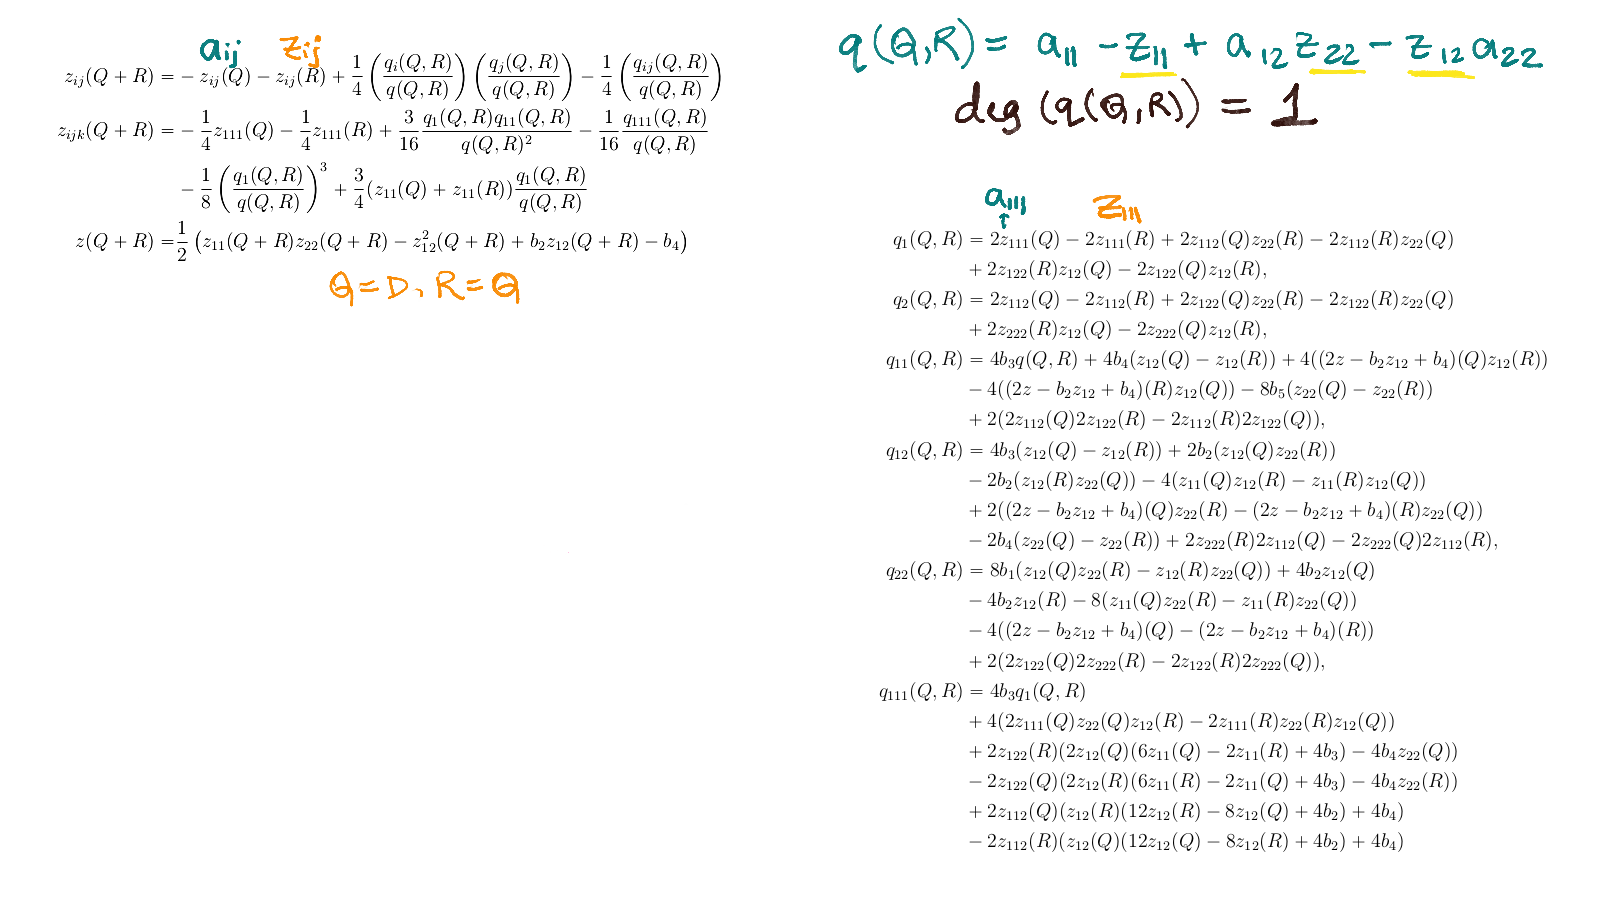 a_{ij} z_{ij}
z_{ij}(Q + R) = − z_{ij}(Q) − z_{ij}(R) + \frac{1}{4} \left( \frac{q_i(Q, R)}{q(Q, R)} \right) \left( \frac{q_j(Q, R)}{q(Q, R)} \right) − \frac{1}{4} \left( \frac{q_{ij}(Q, R)}{q(Q, R)} \right)
z_{ijk}(Q + R) = − \frac{1}{4} z_{111}(Q) − \frac{1}{4} z_{111}(R) + \frac{3}{16} \frac{q_1(Q, R)q_{11}(Q, R)}{q(Q, R)^2} − \frac{1}{16} \frac{q_{111}(Q, R)}{q(Q, R)}
− \frac{1}{8} \left( \frac{q_1(Q, R)}{q(Q, R)} \right)^3 + \frac{3}{4} (z_{11}(Q) + z_{11}(R)) \frac{q_1(Q, R)}{q(Q, R)}
z(Q + R) = \frac{1}{2} \left( z_{11}(Q + R)z_{22}(Q + R) − z_{12}^2(Q + R) + b_2z_{12}(Q + R) − b_4 \right)
Q = D, R = Q
q(Q,R) = a_{11} − z_{11} + a_{12} z_{22} − z_{12} a_{22}
deg (q(Q,R)) = 1
a_{111} z_{111}
↑
q_1(Q, R) = 2z_{111}(Q) − 2z_{111}(R) + 2z_{112}(Q)z_{22}(R) − 2z_{112}(R)z_{22}(Q)
+ 2z_{122}(R)z_{12}(Q) − 2z_{122}(Q)z_{12}(R),
q_2(Q, R) = 2z_{112}(Q) − 2z_{112}(R) + 2z_{122}(Q)z_{22}(R) − 2z_{122}(R)z_{22}(Q)
+ 2z_{222}(R)z_{12}(Q) − 2z_{222}(Q)z_{12}(R),
q_{11}(Q, R) = 4b_3q(Q, R) + 4b_4(z_{12}(Q) − z_{12}(R)) + 4((2z − b_2z_{12} + b_4)(Q)z_{12}(R))
− 4((2z − b_2z_{12} + b_4)(R)z_{12}(Q)) − 8b_5(z_{22}(Q) − z_{22}(R))
+ 2(2z_{112}(Q)2z_{122}(R) − 2z_{112}(R)2z_{122}(Q)),
q_{12}(Q, R) = 4b_3(z_{12}(Q) − z_{12}(R)) + 2b_2(z_{12}(Q)z_{22}(R))
− 2b_2(z_{12}(R)z_{22}(Q)) − 4(z_{11}(Q)z_{12}(R) − z_{11}(R)z_{12}(Q))
+ 2((2z − b_2z_{12} + b_4)(Q)z_{22}(R) − (2z − b_2z_{12} + b_4)(R)z_{22}(Q))
− 2b_4(z_{22}(Q) − z_{22}(R)) + 2z_{222}(R)2z_{112}(Q) − 2z_{222}(Q)2z_{112}(R),
q_{22}(Q, R) = 8b_1(z_{12}(Q)z_{22}(R) − z_{12}(R)z_{22}(Q)) + 4b_2z_{12}(Q)
− 4b_2z_{12}(R) − 8(z_{11}(Q)z_{22}(R) − z_{11}(R)z_{22}(Q))
− 4((2z − b_2z_{12} + b_4)(Q) − (2z − b_2z_{12} + b_4)(R))
+ 2(2z_{122}(Q)2z_{222}(R) − 2z_{122}(R)2z_{222}(Q)),
q_{111}(Q, R) = 4b_3q_1(Q, R)
+ 4(2z_{111}(Q)z_{22}(Q)z_{12}(R) − 2z_{111}(R)z_{22}(R)z_{12}(Q))
+ 2z_{122}(R)(2z_{12}(Q)(6z_{11}(Q) − 2z_{11}(R) + 4b_3) − 4b_4z_{22}(Q))
− 2z_{122}(Q)(2z_{12}(R)(6z_{11}(R) − 2z_{11}(Q) + 4b_3) − 4b_4z_{22}(R))
+ 2z_{112}(Q)(z_{12}(R)(12z_{12}(R) − 8z_{12}(Q) + 4b_2) + 4b_4)
− 2z_{112}(R)(z_{12}(Q)(12z_{12}(Q) − 8z_{12}(R) + 4b_2) + 4b_4)